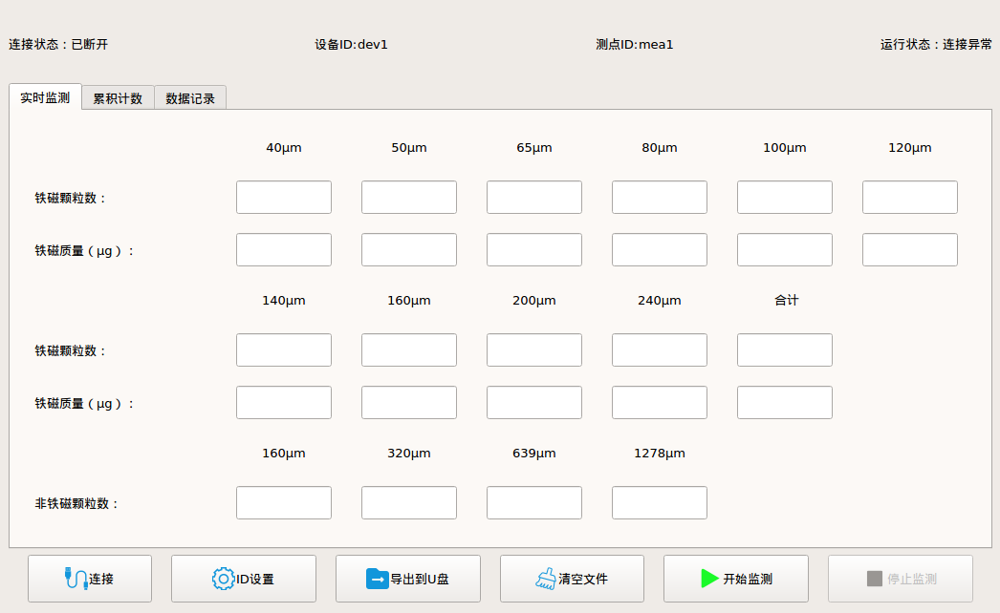 连接状态：已断开 设备ID:dev1 测点ID:mea1 运行状态：连接异常
实时监测 累积计数 数据记录
40μm 50μm 65μm 80μm 100μm 120μm
铁磁颗粒数：
铁磁质量（μg）：
140μm 160μm 200μm 240μm 合计
铁磁颗粒数：
铁磁质量（μg）：
160μm 320μm 639μm 1278μm
非铁磁颗粒数：
连接 ID设置 导出到U盘 清空文件 开始监测 停止监测